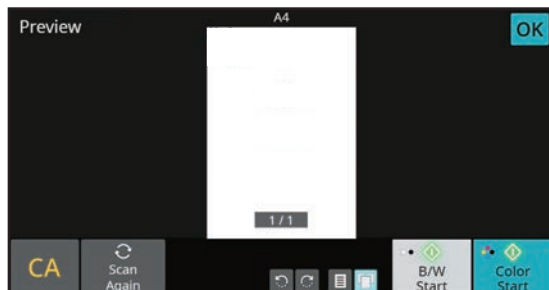 A4
Preview
OK
1 / 1
CA
Scan
Again
B/W
Start
Color
Start